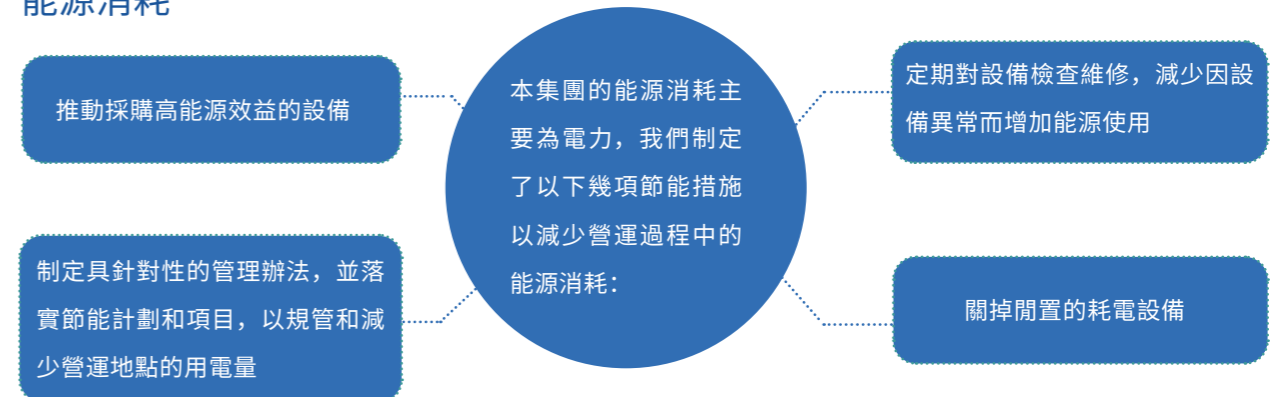 能源消耗
推動採購高能源效益的設備
制定具針對性的管理辦法，並落
實節能計劃和項目，以規管和減
少營運地點的用電量
本集團的能源消耗主
要為電力，我們制定
了以下幾項節能措施
以減少營運過程中的
能源消耗：
定期對設備檢查維修，減少因設
備異常而增加能源使用
關掉閒置的耗電設備